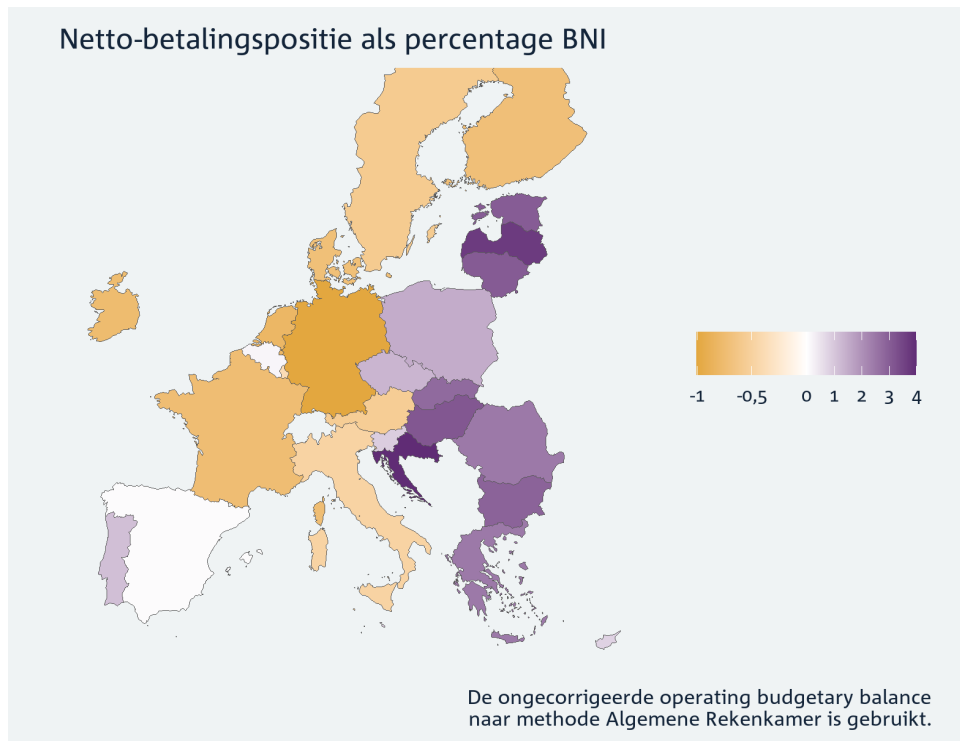 Netto-betalingspositie als percentage BNI
-1 -0,5 0 1 2 3 4
De ongecorrigeerde operating budgetary balance
naar methode Algemene Rekenkamer is gebruikt.